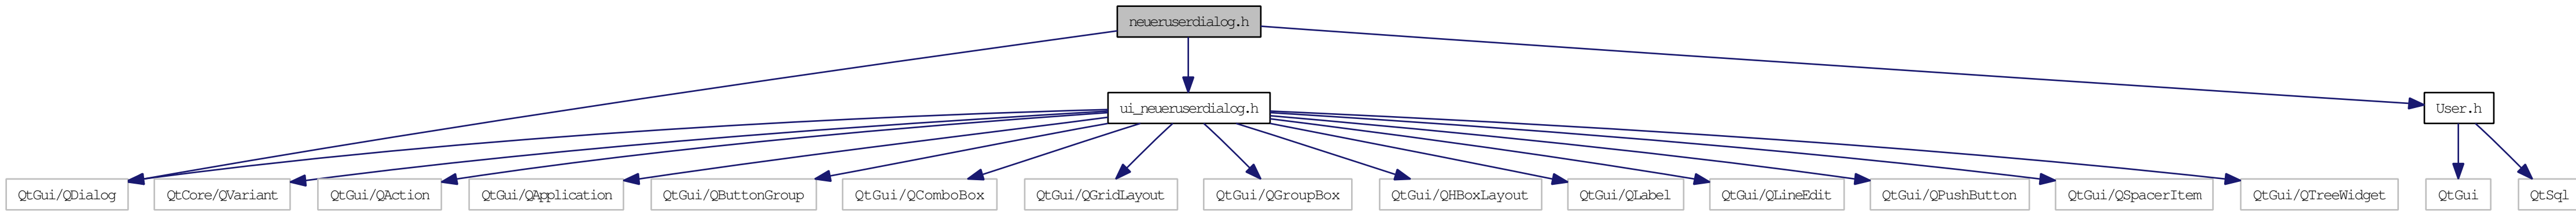 neueruserdialog.h
ui_neueruserdialog.h
User.h
QtGui/QDialog
QtCore/QVariant
QtGui/QAction
QtGui/QApplication
QtGui/QButtonGroup
QtGui/QComboBox
QtGui/QGridLayout
QtGui/QGroupBox
QtGui/QHBoxLayout
QtGui/QLabel
QtGui/QLineEdit
QtGui/QPushButton
QtGui/QSpacerItem
QtGui/QTreeWidget
QtGui
QtSql